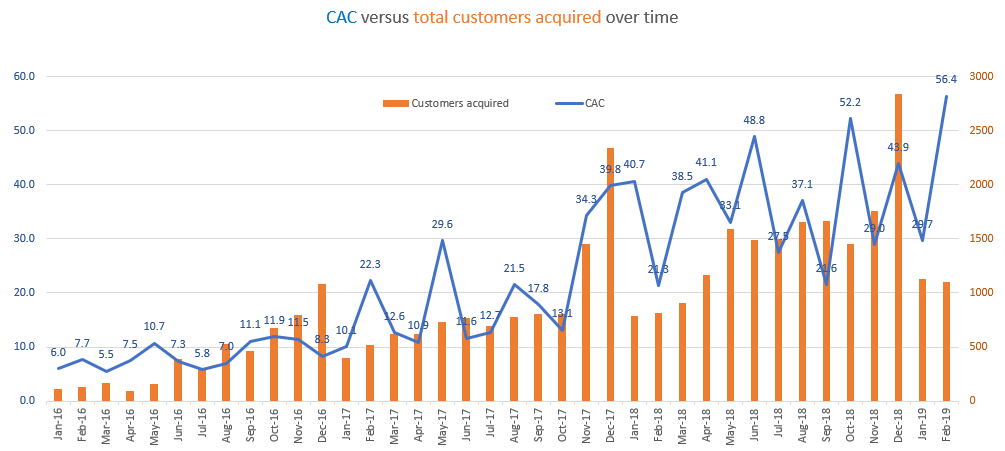 CAC versus total customers acquired over time
60.0
50.0
40.0
30.0
20.0
10.0
0.0
3000
2500
2000
1500
1000
500
0
Customers acquired
CAC
6.0
7.7
5.5
7.5
10.7
7.3
5.8
7.0
11.1
11.9
11.5
8.3
10.1
22.3
12.6
10.9
29.6
11.6
12.7
21.5
17.8
13.1
34.3
39.8
40.7
21.3
38.5
41.1
33.1
48.8
27.5
37.1
21.6
52.2
29.0
43.9
29.7
56.4
Jan-16
Feb-16
Mar-16
Apr-16
May-16
Jun-16
Jul-16
Aug-16
Sep-16
Oct-16
Nov-16
Dec-16
Jan-17
Feb-17
Mar-17
Apr-17
May-17
Jun-17
Jul-17
Aug-17
Sep-17
Oct-17
Nov-17
Dec-17
Jan-18
Feb-18
Mar-18
Apr-18
May-18
Jun-18
Jul-18
Aug-18
Sep-18
Oct-18
Nov-18
Dec-18
Jan-19
Feb-19